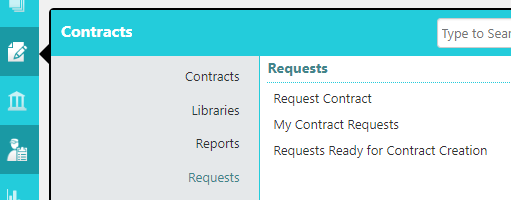 Contracts
Type to Sear
Contracts
Libraries
Reports
Requests
Requests
Request Contract
My Contract Requests
Requests Ready for Contract Creation